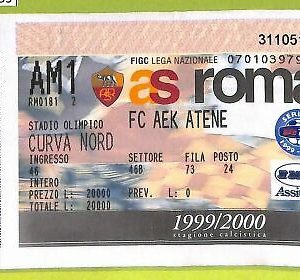 311051
FIGC LEGA NAZIONALE 070103979
AM1
RM0181 2
as roma
STADIO OLIMPICO FC AEK ATENE
CURVA NORD
INGRESSO SETTORE FILA POSTO
46 46B 73 24
INTERO
PREZZO L: 20000 PREV. L: 0
TOTALE L: 20000
1999/2000
stagione calcistica